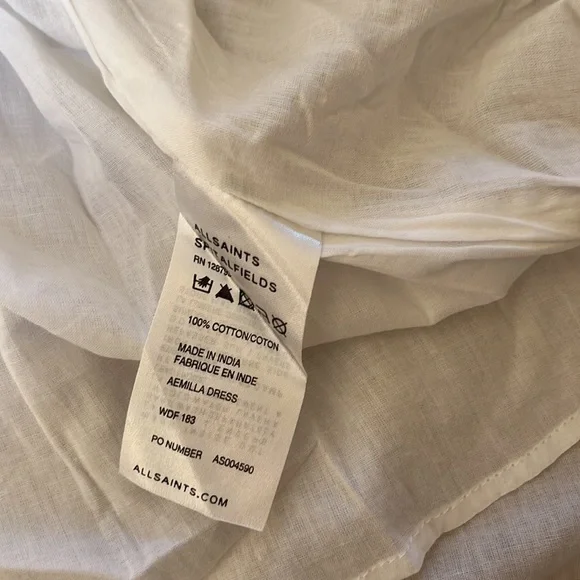 ALLSAINTS
SPITALFIELDS
100% COTTON/COTON
MADE IN INDIA
FABRIQUE EN INDE
AEMILLA DRESS
WDF 183
PO NUMBER AS004590
ALLSAINTS.COM